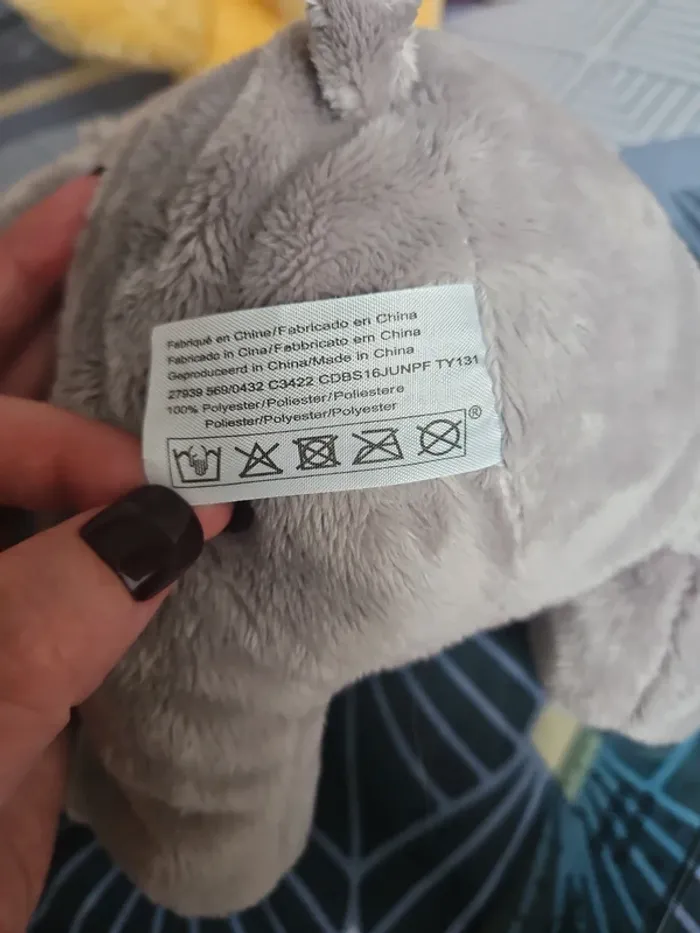 Fabriqué en Chine/Fabricado en China
Fabricado in Cina/Fabbricato em China
Geproduceerd in China/Made in China
27939 569/0432 C3422 CDBS16JUNPF TY131
100% Polyester/Poliester/Poliestere
Poliester/Polyester/Polyester
®